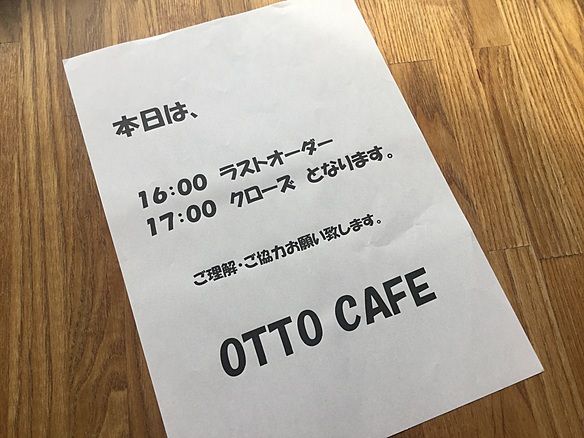 本日は、
16:00 ラストオーダー
17:00 クローズ となります。
ご理解・ご協力お願い致します。
OTTO CAFE